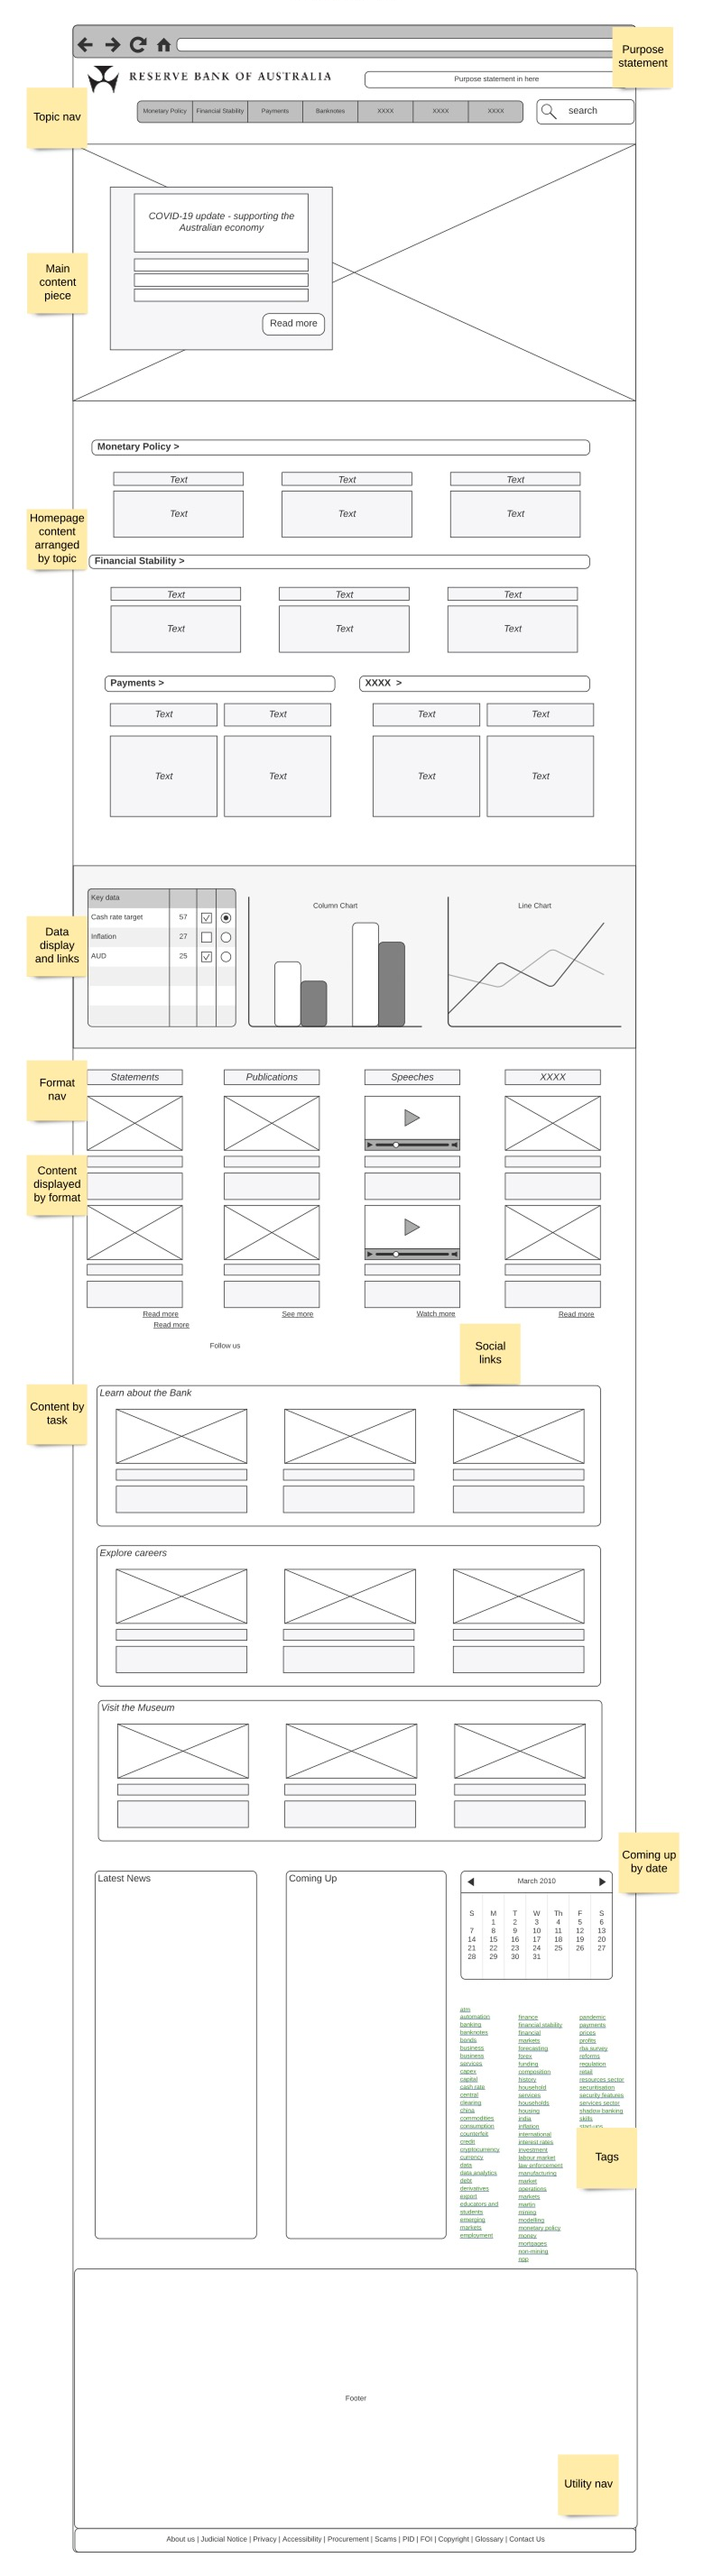 Purpose
statement
RESERVE BANK OF AUSTRALIA
Purpose statement in here
Topic nav
Monetary Policy
Financial Stability
Payments
Banknotes
XXXX
XXXX
XXXX
search
COVID-19 update - supporting the
Australian economy
Main
content
piece
Read more
Monetary Policy >
Text
Text
Text
Text
Text
Text
Homepage
content
arranged
by topic
Financial Stability >
Text
Text
Text
Text
Text
Text
Payments >
XXXX >
Text
Text
Text
Text
Text
Text
Text
Text
Data
display
and links
Key data
Cash rate target 57
Inflation 27
AUD 25
Column Chart
Line Chart
Format
nav
Statements
Publications
Speeches
XXXX
Content
displayed
by format
Read more
Read more
See more
Watch more
Read more
Follow us
Social
links
Content by
task
Learn about the Bank
Explore careers
Visit the Museum
Coming up
by date
Latest News
Coming Up
March 2010
S M T W Th F S
1 2 3 4 5 6
7 8 9 10 11 12 13
14 15 16 17 18 19 20
21 22 23 24 25 26 27
28 29 30 31
atm
automation
banking
banknotes
bonds
business
business
services
capex
capital
cash rate
central
clearing
china
commodities
consumption
counterfeit
credit
cryptocurrency
currency
data
data analytics
debt
derivatives
export
educators and
students
emerging
markets
employment
finance
financial stability
financial
markets
forecasting
forex
funding
composition
history
household
services
households
housing
india
inflation
international
interest rates
investment
labour market
law enforcement
manufacturing
market
operations
markets
martin
mining
modelling
monetary policy
money
mortgages
non-mining
npp
pandemic
payments
prices
profits
rba survey
reforms
regulation
retail
resources sector
securitisation
security features
services sector
shadow banking
skills
start-ups
Tags
Footer
Utility nav
About us | Judicial Notice | Privacy | Accessibility | Procurement | Scams | PID | FOI | Copyright | Glossary | Contact Us